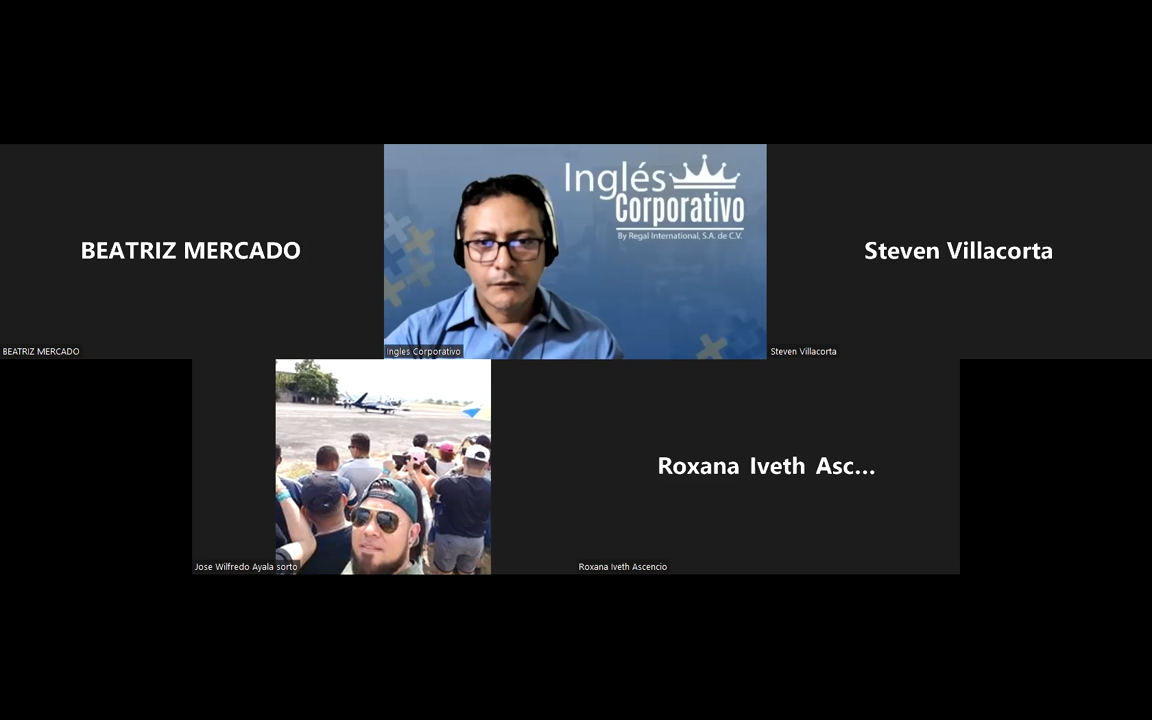 BEATRIZ MERCADO
BEATRIZ MERCADO
Inglés
Corporativo
By Regal International, S.A. de C.V.
Ingles Corporativo
Steven Villacorta
Steven Villacorta
Jose Wilfredo Ayala sorto
Roxana Iveth Asc...
Roxana Iveth Ascencio